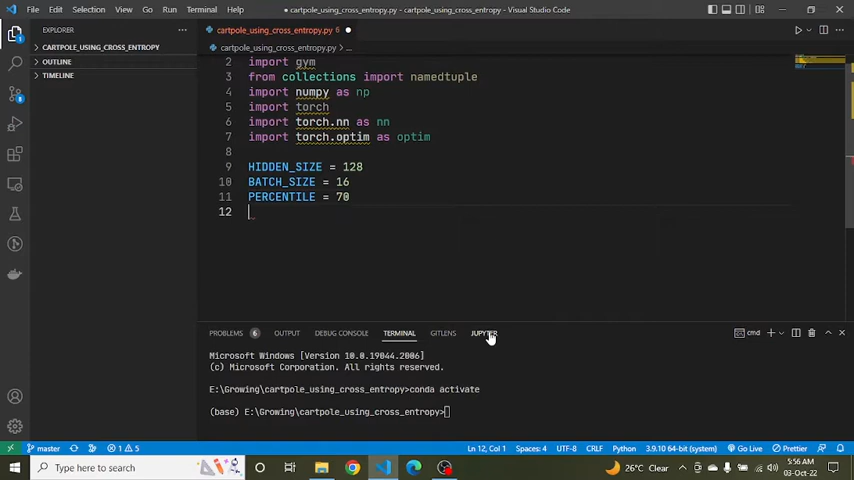 File Edit Selection View Go Run Terminal Help ● cartpole_using_cross_entropy.py - cartpole_using_cross_entropy - Visual Studio Code
EXPLORER
CARTPOLE_USING_CROSS_ENTROPY
OUTLINE
TIMELINE
cartpole_using_cross_entropy.py 6 ●
cartpole_using_cross_entropy.py > ...
2 import gym
3 from collections import namedtuple
4 import numpy as np
5 import torch
6 import torch.nn as nn
7 import torch.optim as optim
8
9 HIDDEN_SIZE = 128
10 BATCH_SIZE = 16
11 PERCENTILE = 70
12
PROBLEMS 6 OUTPUT DEBUG CONSOLE TERMINAL GITLENS JUPYTER cmd
Microsoft Windows [Version 10.0.19044.2006]
(c) Microsoft Corporation. All rights reserved.
E:\Growing\cartpole_using_cross_entropy>conda activate
(base) E:\Growing\cartpole_using_cross_entropy>
master 1 5 Ln 12, Col 1 Spaces: 4 UTF-8 CRLF Python 3.9.10 64-bit (system) Go Live Prettier
Type here to search 26°C Clear 5:56 AM
03-Oct-22